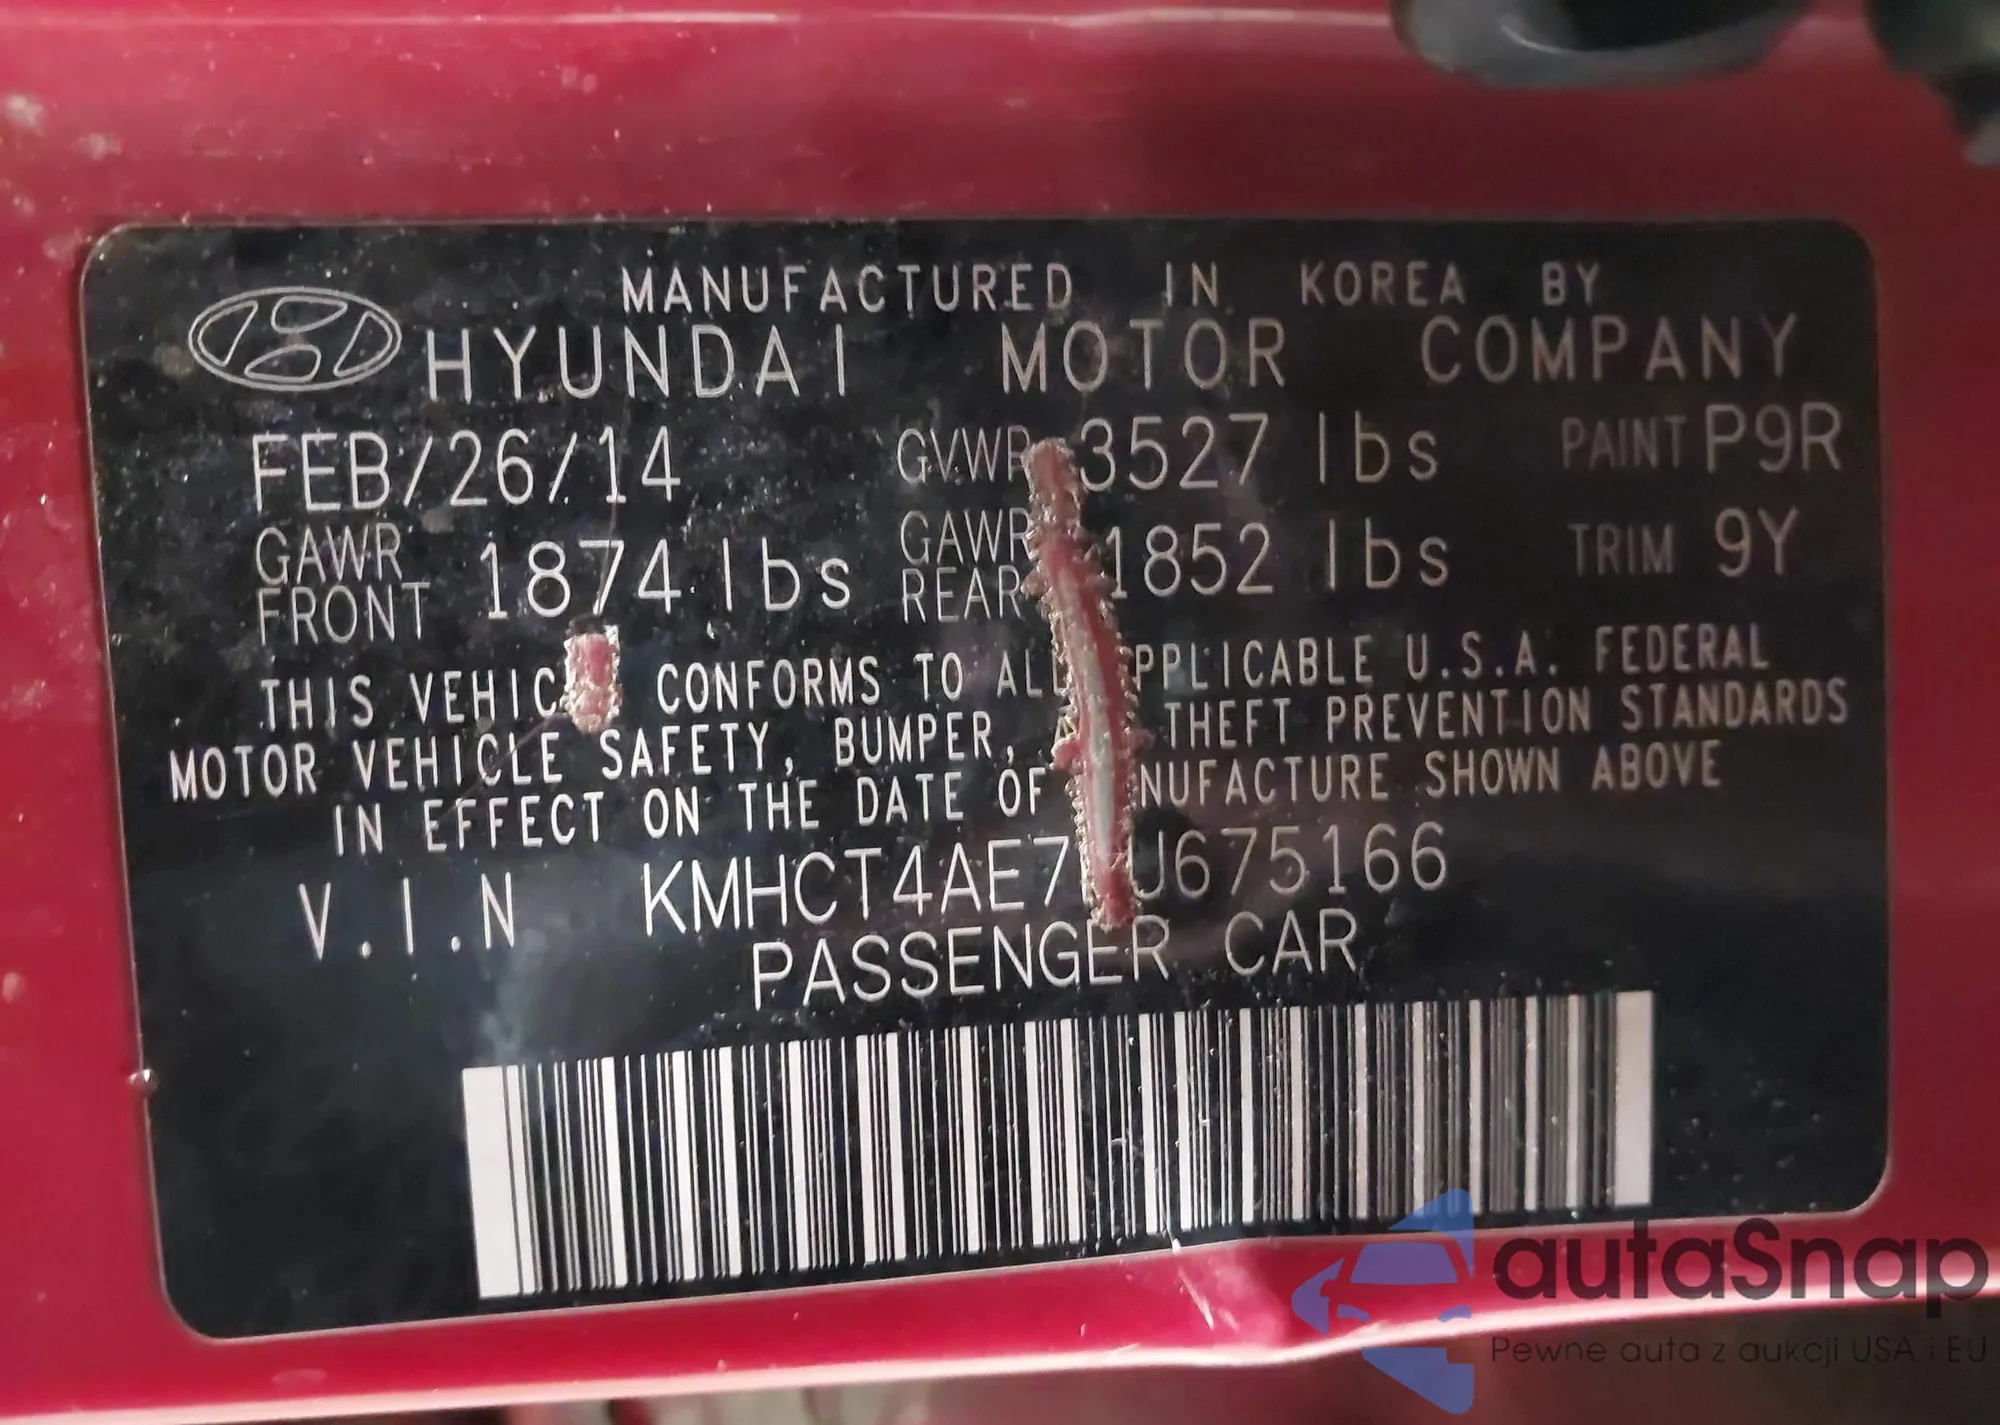 MANUFACTURED IN KOREA BY
HYUNDAI MOTOR COMPANY
FEB/26/14 GVWR 3527 lbs PAINT P9R
GAWR FRONT 1874 lbs GAWR REAR 1852 lbs TRIM 9Y
THIS CONFORMS TO U.S.A. FEDERAL
MOTOR VEHICLE SAFETY, BUMPER, THEFT PREVENTION STANDARDS
IN EFFECT ON THE DATE OF SHOWN ABOVE
V.I.N
PASSENGER CAR
autaSnap
Pewne auta z aukcji USA i EU